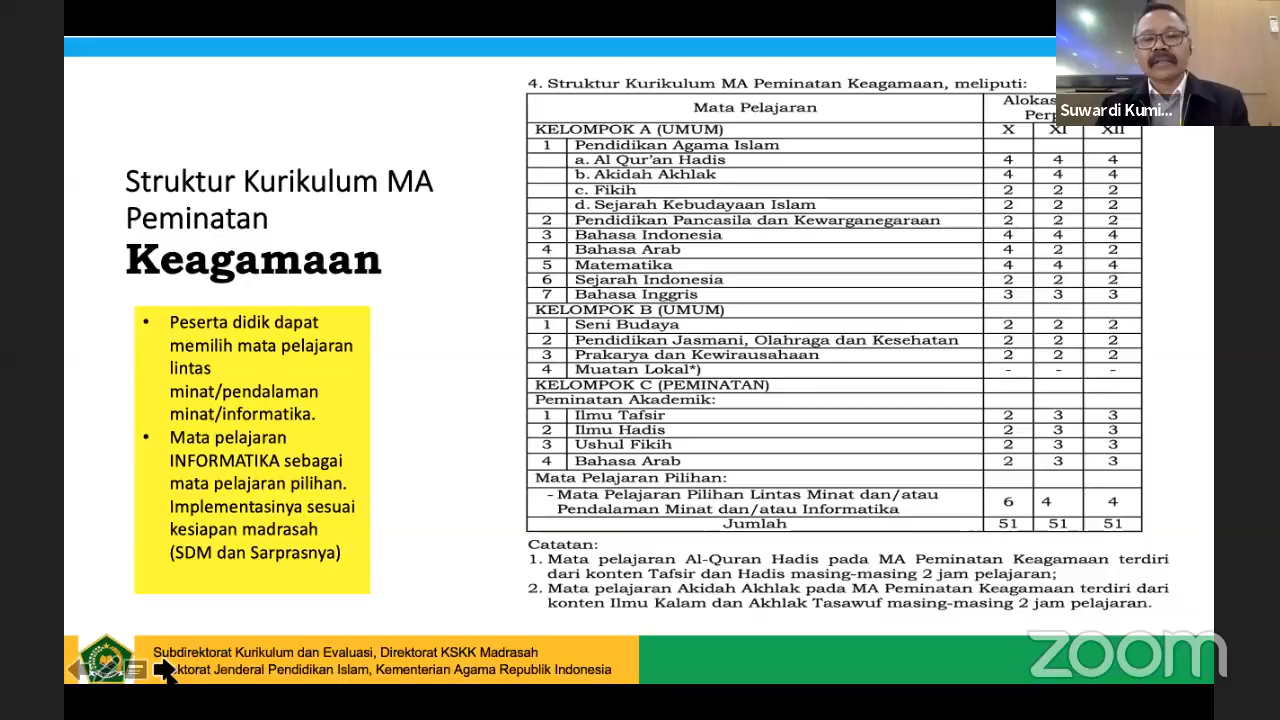 Suwardi Kumi...
Struktur Kurikulum MA
Peminatan
Keagamaan
• Peserta didik dapat
memilih mata pelajaran
lintas
minat/pendalaman
minat/informatika.
• Mata pelajaran
INFORMATIKA sebagai
mata pelajaran pilihan.
Implementasinya sesuai
kesiapan madrasah
(SDM dan Sarprasnya)
4. Struktur Kurikulum MA Peminatan Keagamaan, meliputi:
Mata Pelajaran
KELOMPOK A (UMUM) X XI XII
1 Pendidikan Agama Islam
a. Al Qur'an Hadis 4 4 4
b. Akidah Akhlak 4 4 4
c. Fikih 2 2 2
d. Sejarah Kebudayaan Islam 2 2 2
2 Pendidikan Pancasila dan Kewarganegaraan 2 2 2
3 Bahasa Indonesia 4 4 4
4 Bahasa Arab 4 2 2
5 Matematika 4 4 4
6 Sejarah Indonesia 2 2 2
7 Bahasa Inggris 3 3 3
KELOMPOK B (UMUM)
1 Seni Budaya 2 2 2
2 Pendidikan Jasmani, Olahraga dan Kesehatan 2 2 2
3 Prakarya dan Kewirausahaan 2 2 2
4 Muatan Lokal*) - - -
KELOMPOK C (PEMINATAN)
Peminatan Akademik:
1 Ilmu Tafsir 2 3 3
2 Ilmu Hadis 2 3 3
3 Ushul Fikih 2 3 3
4 Bahasa Arab 2 3 3
Mata Pelajaran Pilihan:
- Mata Pelajaran Pilihan Lintas Minat dan/atau
Pendalaman Minat dan/atau Informatika 6 4 4
Jumlah 51 51 51
Catatan:
1. Mata pelajaran Al-Quran Hadis pada MA Peminatan Keagamaan terdiri
dari konten Tafsir dan Hadis masing-masing 2 jam pelajaran;
2. Mata pelajaran Akidah Akhlak pada MA Peminatan Keagamaan terdiri dari
konten Ilmu Kalam dan Akhlak Tasawuf masing-masing 2 jam pelajaran.
Subdirektorat Kurikulum dan Evaluasi, Direktorat KSKK Madrasah
Jenderal Pendidikan Islam, Kementerian Agama Republik Indonesia
zoom